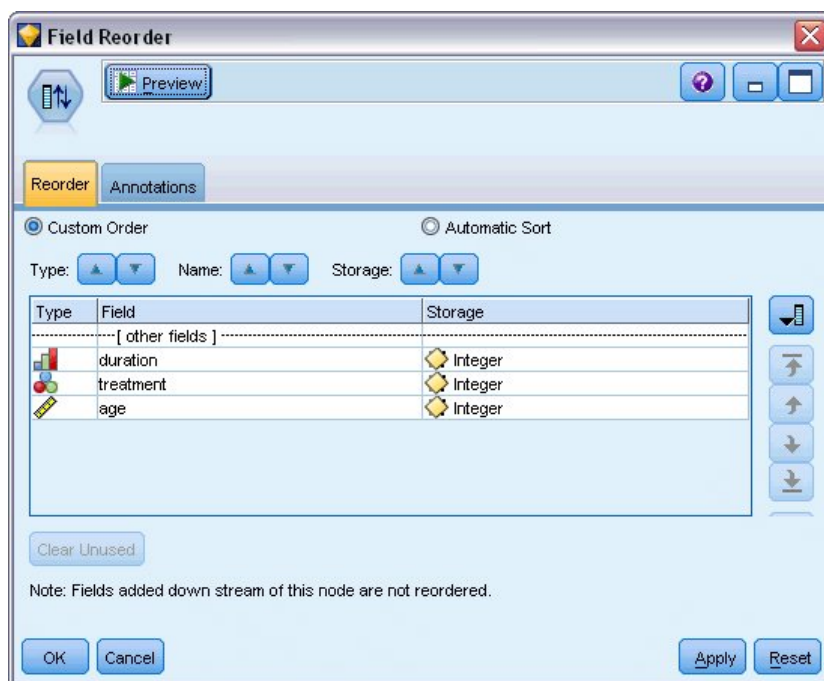 Field Reorder
Preview
Reorder Annotations
Custom Order Automatic Sort
Type: Name: Storage:
Type Field Storage
[ other fields ]
duration Integer
treatment Integer
age Integer
Clear Unused
Note: Fields added down stream of this node are not reordered.
OK Cancel Apply Reset